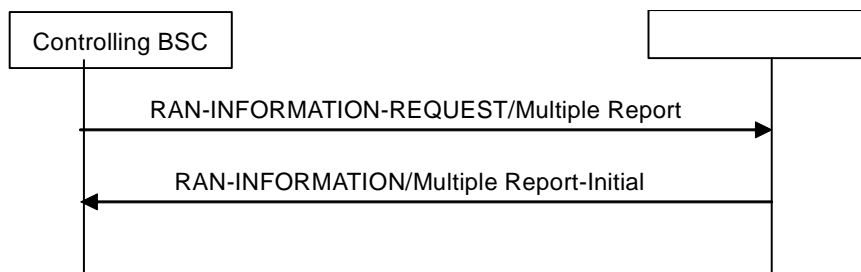 Controlling BSC
RAN-INFORMATION-REQUEST/Multiple Report
RAN-INFORMATION/Multiple Report-Initial